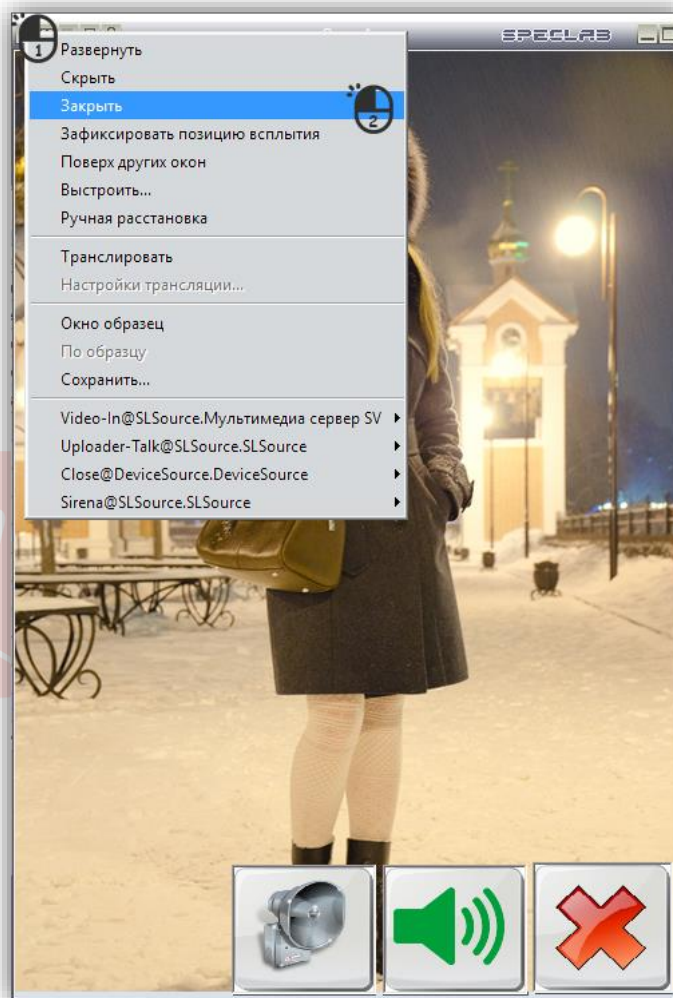 SPECLAB
1
Развернуть
Скрыть
Закрыть
2
Зафиксировать позицию всплытия
Поверх других окон
Выстроить...
Ручная расстановка
Транслировать
Настройки трансляции...
Окно образец
По образцу
Сохранить...
Video-In@SLSource.Мультимедиа сервер SV
Uploader-Talk@SLSource.SLSource
Close@DeviceSource.DeviceSource
Sirena@SLSource.SLSource